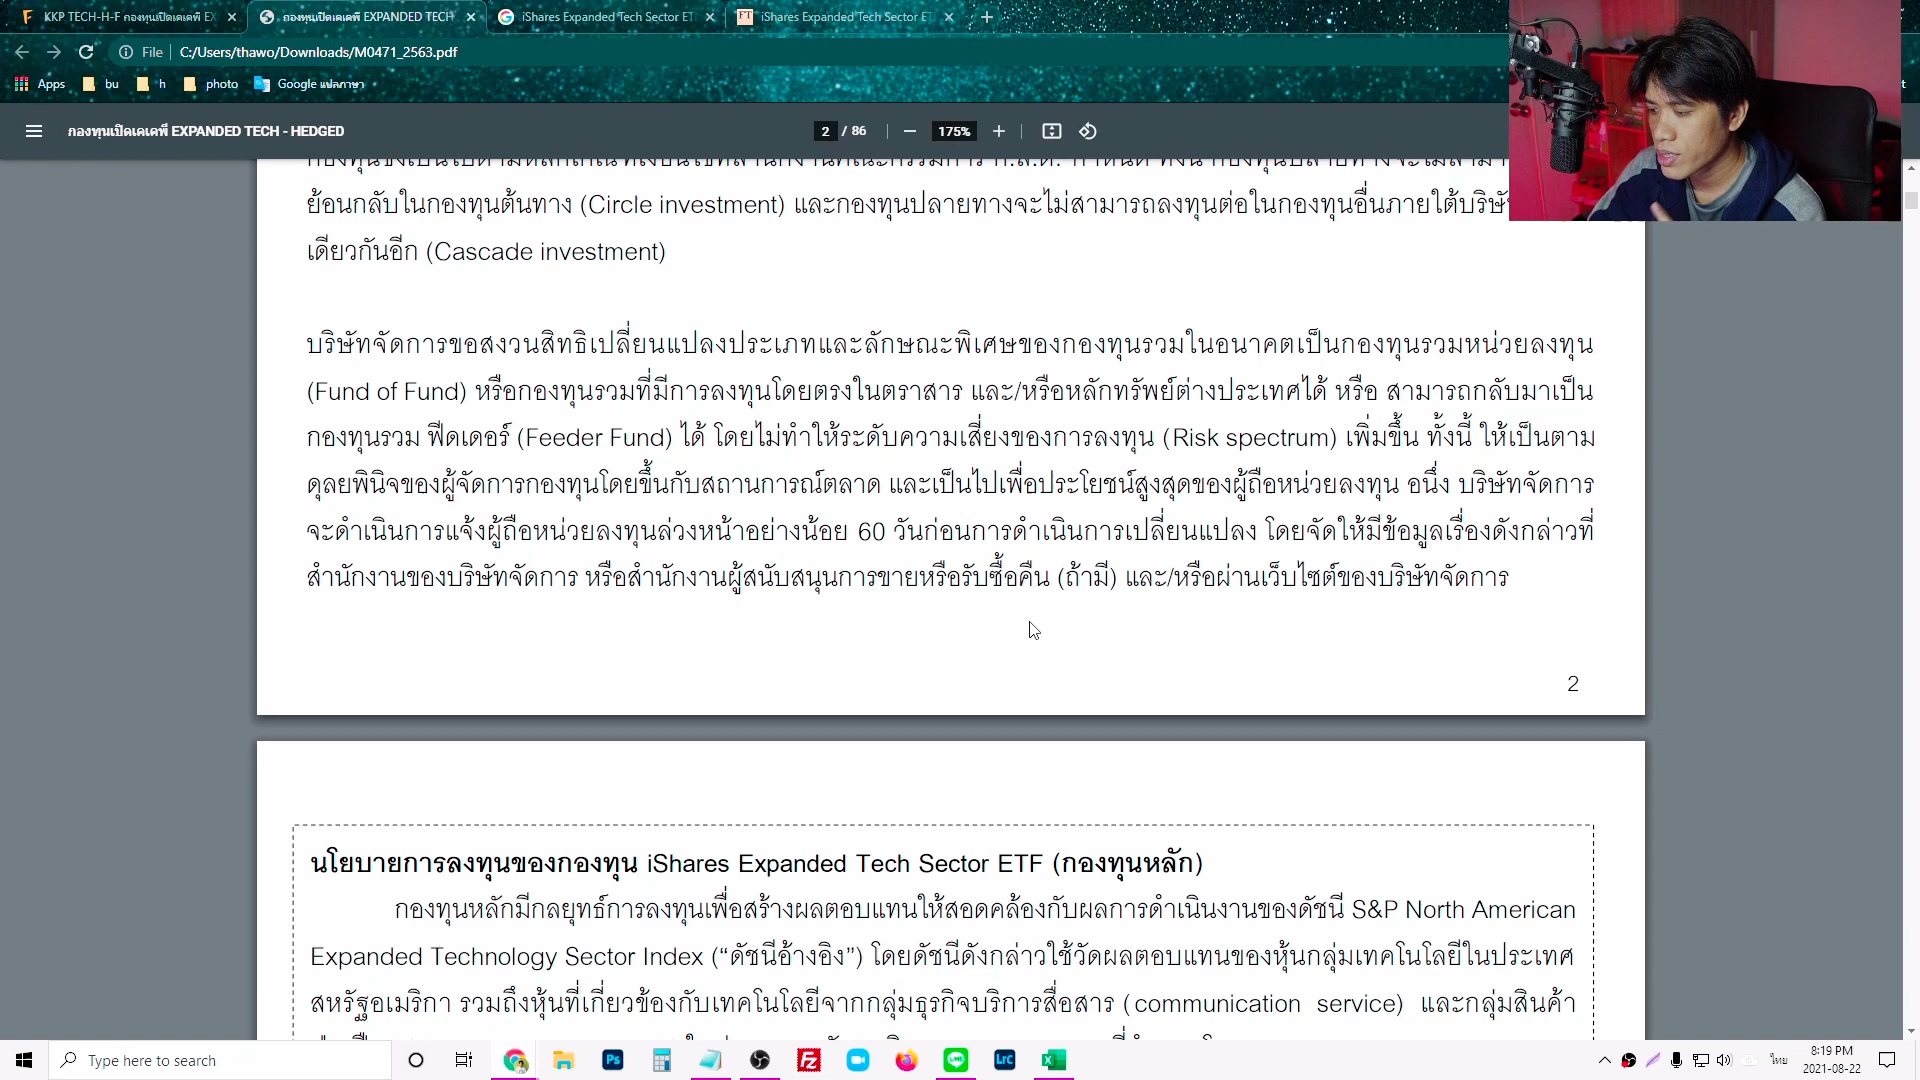 KKP TECH-H-F กองทุนเปิดเคเคพี EX
กองทุนเปิดเคเคพี EXPANDED TECH
iShares Expanded Tech Sector ET
iShares Expanded Tech Sector ET
File
C:/Users/thawo/Downloads/M0471_2563.pdf
Apps
bu
h
photo
Google แปลภาษา
กองทุนเปิดเคเคพี EXPANDED TECH - HEDGED
2 / 86
175%
ย้อนกลับในกองทุนต้นทาง (Circle investment) และกองทุนปลายทางจะไม่สามารถลงทุนต่อในกองทุนอื่นภายใต้
เดียวกันอีก (Cascade investment)
บริษัทจัดการขอสงวนสิทธิเปลี่ยนแปลงประเภทและลักษณะพิเศษของกองทุนรวมในอนาคตเป็นกองทุนรวมหน่วยลงทุน
(Fund of Fund) หรือกองทุนรวมที่มีการลงทุนโดยตรงในตราสาร และ/หรือหลักทรัพย์ต่างประเทศได้ หรือ สามารถกลับมาเป็น
กองทุนรวม ฟีดเดอร์ (Feeder Fund) ได้ โดยไม่ทำให้ระดับความเสี่ยงของการลงทุน (Risk spectrum) เพิ่มขึ้น ทั้งนี้ ให้เป็นตาม
ดุลยพินิจของผู้จัดการกองทุนโดยขึ้นกับสถานการณ์ตลาด และเป็นไปเพื่อประโยชน์สูงสุดของผู้ถือหน่วยลงทุน อนึ่ง บริษัทจัดการ
จะดำเนินการแจ้งผู้ถือหน่วยลงทุนล่วงหน้าอย่างน้อย 60 วันก่อนการดำเนินการเปลี่ยนแปลง โดยจัดให้มีข้อมูลเรื่องดังกล่าวที่
สำนักงานของบริษัทจัดการ หรือสำนักงานผู้สนับสนุนการขายหรือรับซื้อคืน (ถ้ามี) และ/หรือผ่านเว็บไซต์ของบริษัทจัดการ
2
นโยบายการลงทุนของกองทุน iShares Expanded Tech Sector ETF (กองทุนหลัก)
กองทุนหลักมีกลยุทธ์การลงทุนเพื่อสร้างผลตอบแทนให้สอดคล้องกับผลการดำเนินงานของดัชนี S&P North American
Expanded Technology Sector Index (“ดัชนีอ้างอิง”) โดยดัชนีดังกล่าวใช้วัดผลตอบแทนของหุ้นกลุ่มเทคโนโลยีในประเทศ
สหรัฐอเมริกา รวมถึงหุ้นที่เกี่ยวข้องกับเทคโนโลยีจากกลุ่มธุรกิจบริการสื่อสาร (communication service) และกลุ่มสินค้า
Type here to search
ไทย
8:19 PM
2021-08-22